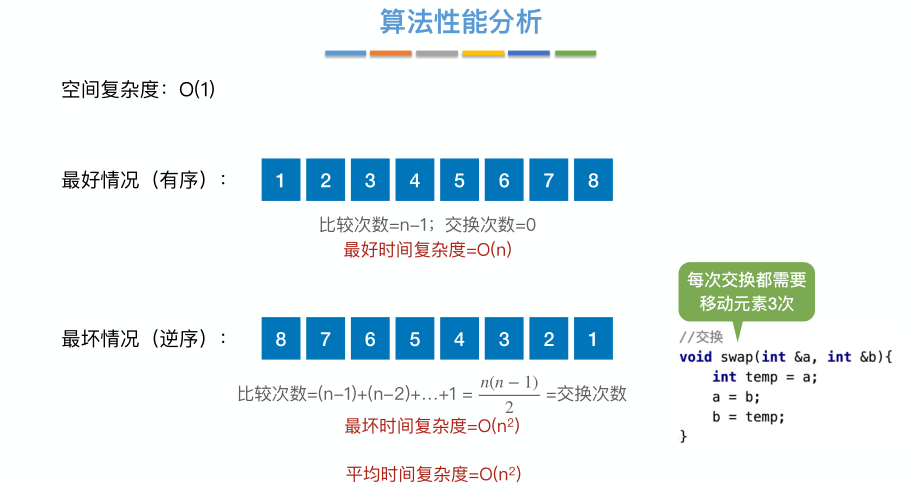 算法性能分析
空间复杂度：O(1)
最好情况（有序）：
1 2 3 4 5 6 7 8
比较次数=n-1；交换次数=0
最好时间复杂度=O(n)
最坏情况（逆序）：
8 7 6 5 4 3 2 1
比较次数=(n-1)+(n-2)+…+1 = n(n − 1)/2 =交换次数
最坏时间复杂度=O(n²)
平均时间复杂度=O(n²)
每次交换都需要
移动元素3次
//交换
void swap(int &a, int &b){
    int temp = a;
    a = b;
    b = temp;
}